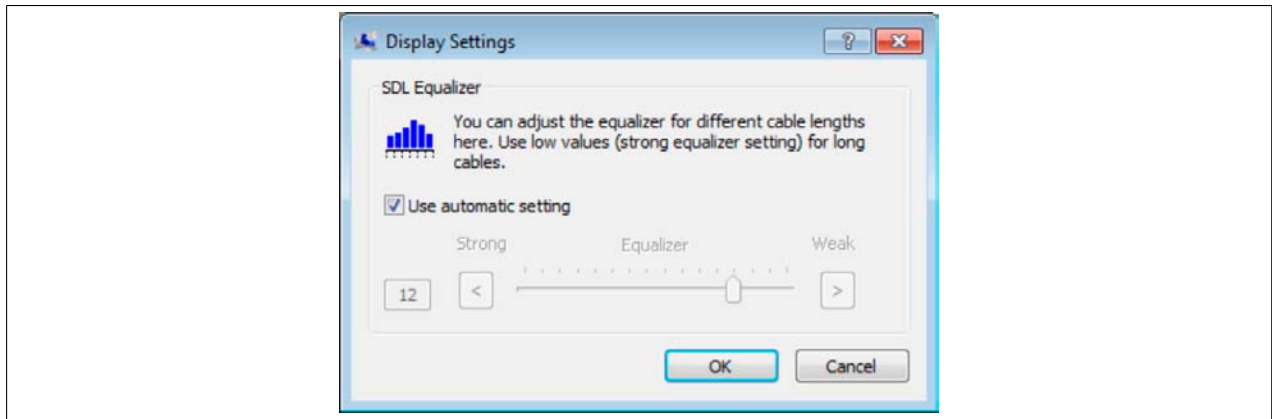 Display Settings
SDL Equalizer
You can adjust the equalizer for different cable lengths
here. Use low values (strong equalizer setting) for long
cables.
Use automatic setting
Strong Equalizer Weak
12 < >
OK Cancel